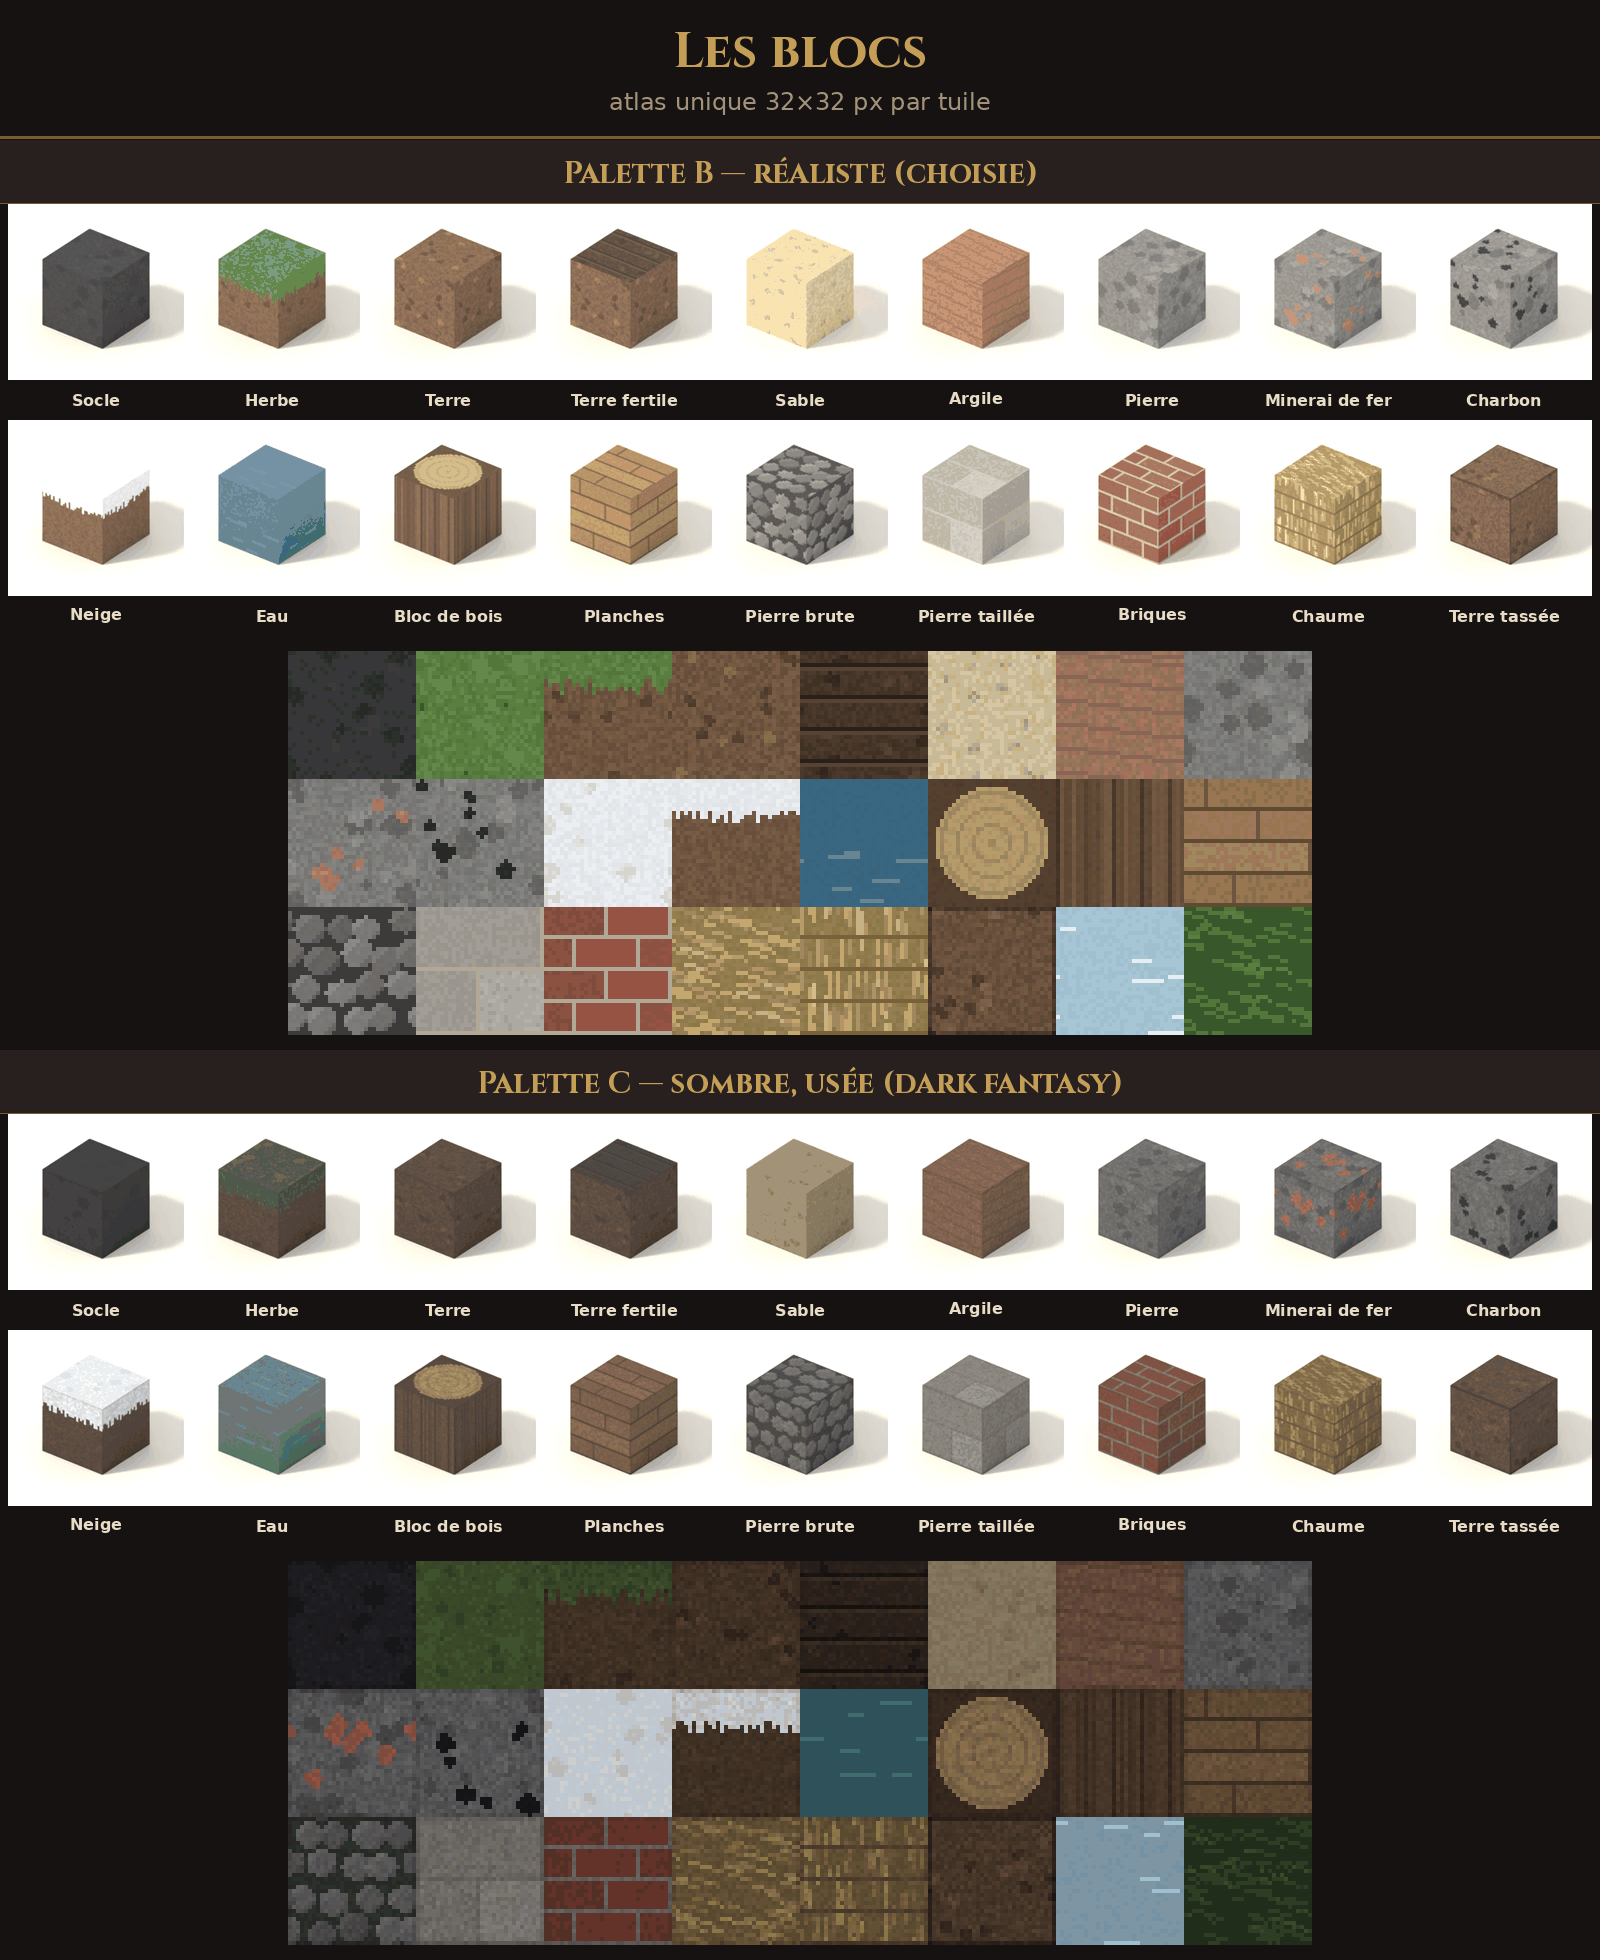 Les blocs
atlas unique 32×32 px par tuile
Palette B — réaliste (choisie)
Socle Herbe Terre Terre fertile Sable Argile Pierre Minerai de fer Charbon
Neige Eau Bloc de bois Planches Pierre brute Pierre taillée Briques Chaume Terre tassée
Palette C — sombre, usée (dark fantasy)
Socle Herbe Terre Terre fertile Sable Argile Pierre Minerai de fer Charbon
Neige Eau Bloc de bois Planches Pierre brute Pierre taillée Briques Chaume Terre tassée